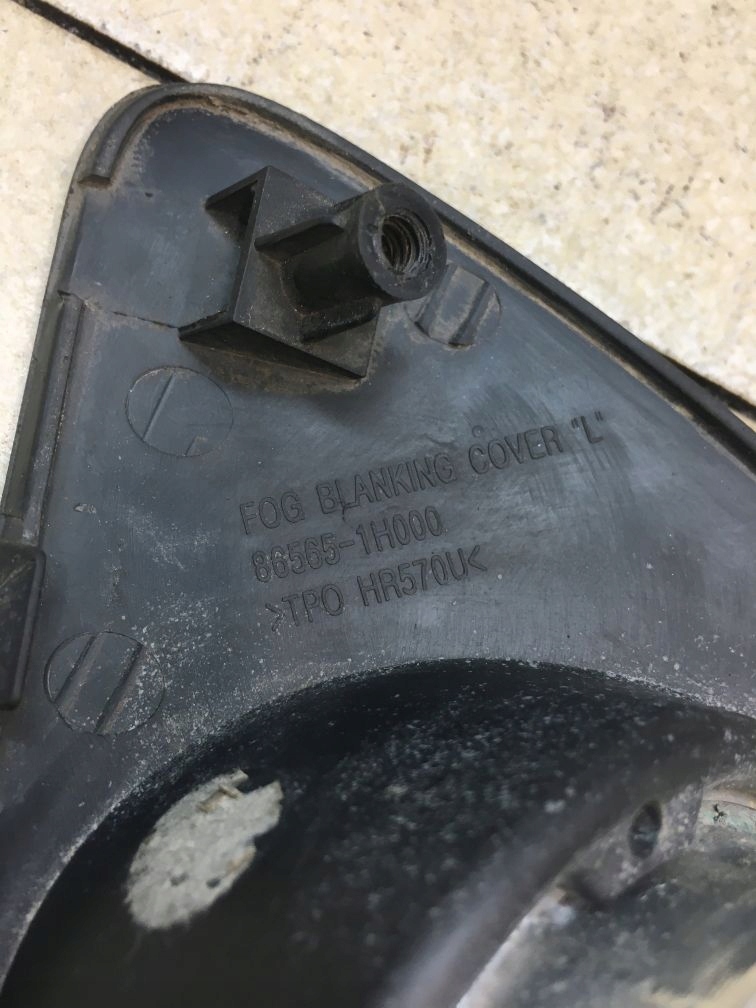 FOG BLANKING COVER "L"
86565-1H000
>TPO HR570U<